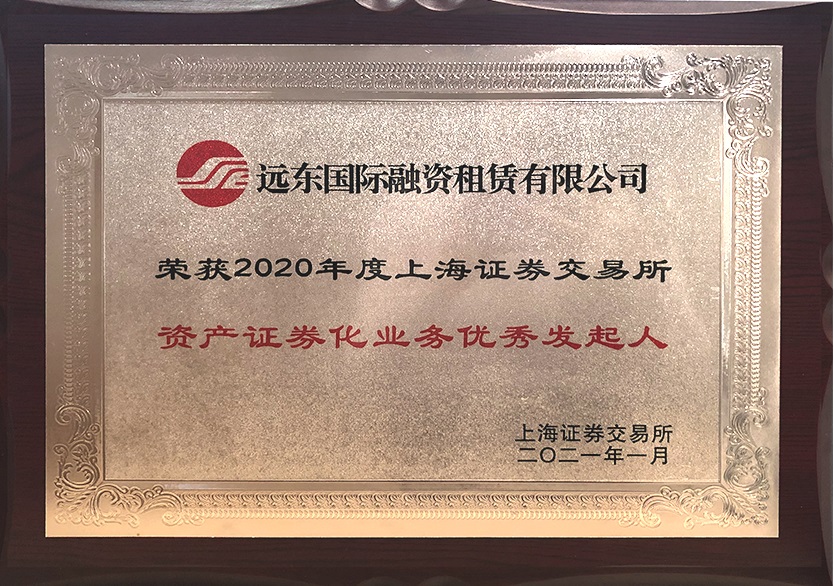 远东国际融资租赁有限公司
荣获2020年度上海证券交易所
资产证券化业务优秀发起人
上海证券交易所
二〇二一年一月